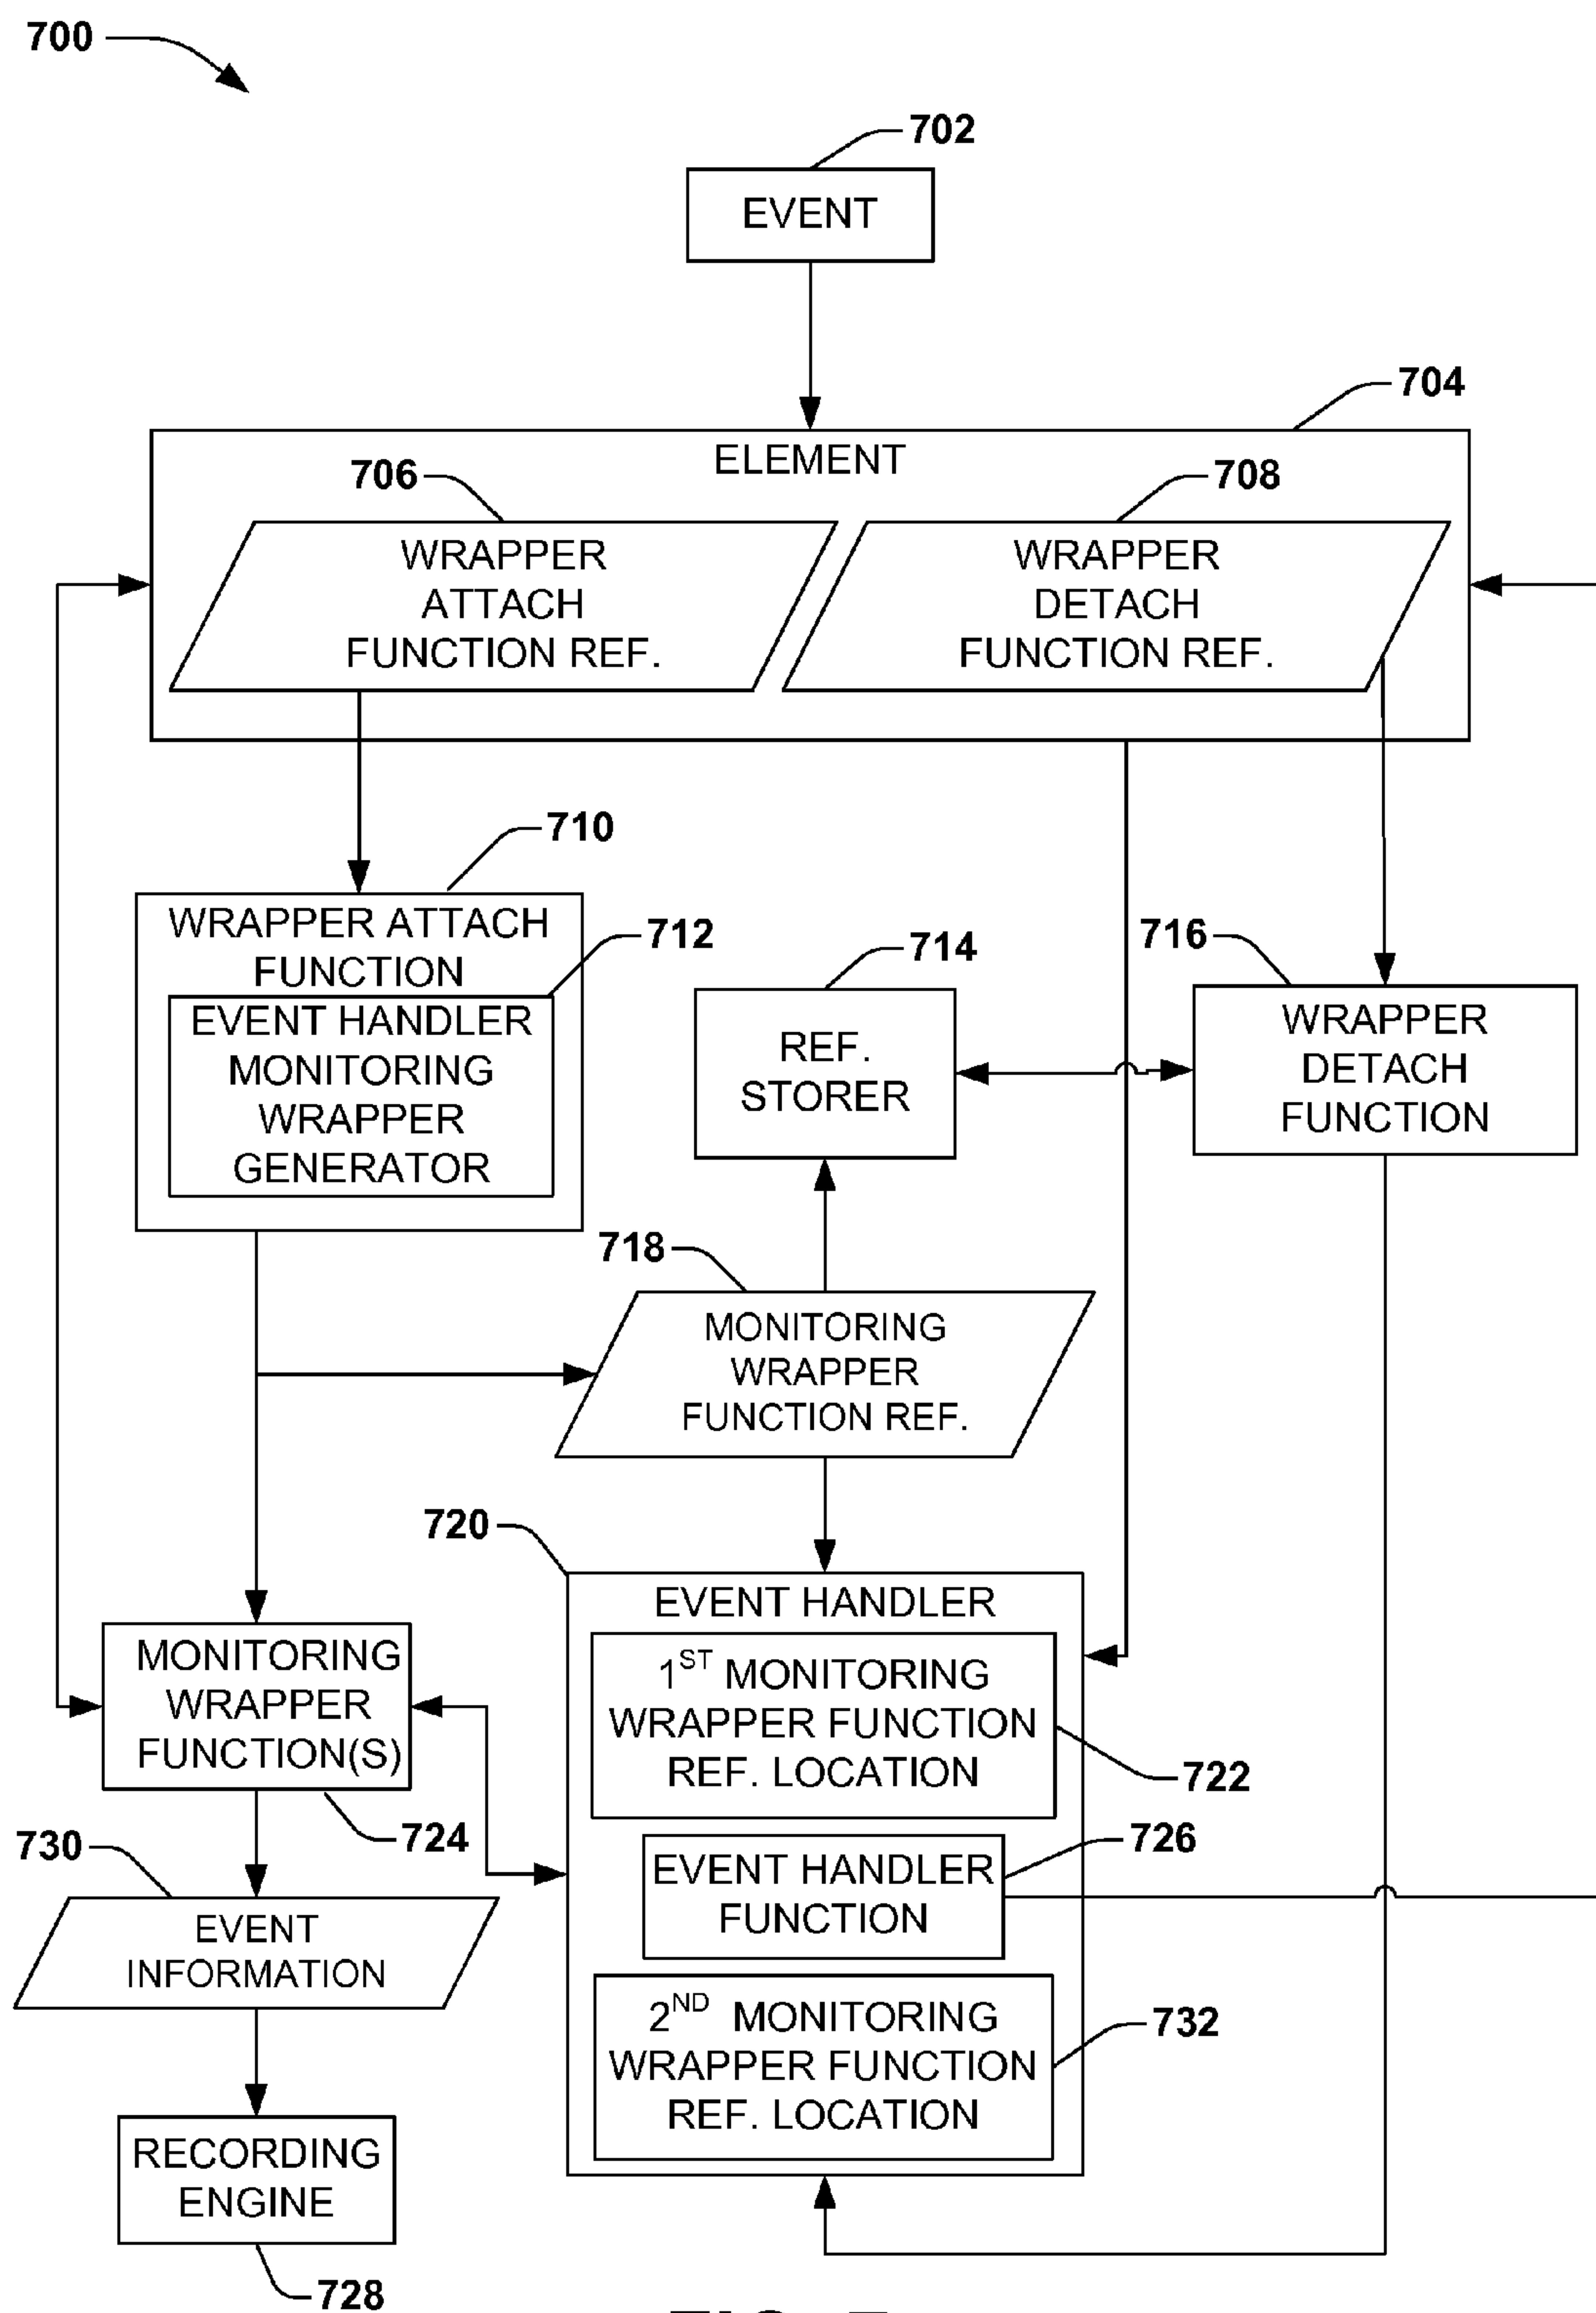 700
702
EVENT
704
ELEMENT
706
708
WRAPPER
ATTACH
FUNCTION REF.
WRAPPER
DETACH
FUNCTION REF.
710
WRAPPER ATTACH
FUNCTION
712
EVENT HANDLER
MONITORING
WRAPPER
GENERATOR
714
REF.
STORER
716
WRAPPER
DETACH
FUNCTION
718
MONITORING
WRAPPER
FUNCTION REF.
720
EVENT HANDLER
1ST MONITORING
WRAPPER FUNCTION
REF. LOCATION
722
MONITORING
WRAPPER
FUNCTION(S)
724
726
EVENT HANDLER
FUNCTION
730
EVENT
INFORMATION
2ND MONITORING
WRAPPER FUNCTION
REF. LOCATION
732
RECORDING
ENGINE
728